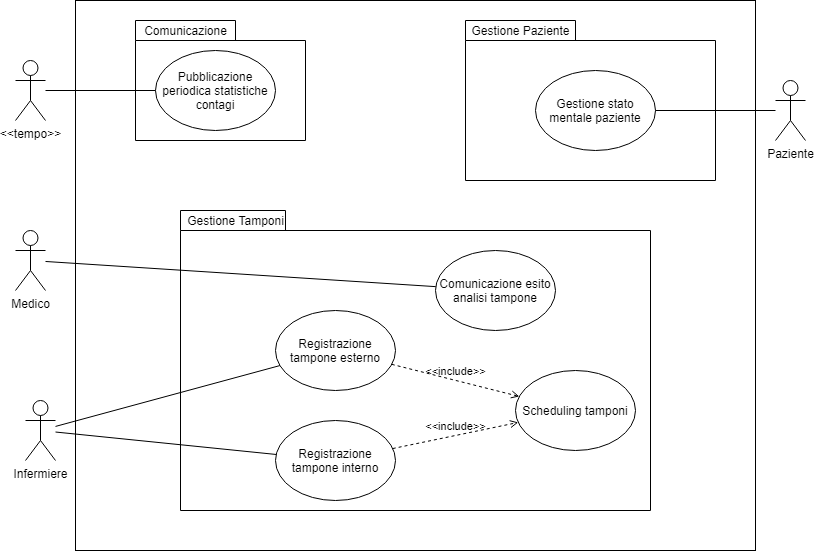 Comunicazione
Gestione Paziente
Pubblicazione
periodica statistiche
contagi
Gestione stato
mentale paziente
<<tempo>>
Paziente
Gestione Tamponi
Medico
Comunicazione esito
analisi tampone
Registrazione
tampone esterno
<<include>>
Scheduling tamponi
<<include>>
Registrazione
tampone interno
Infermiere